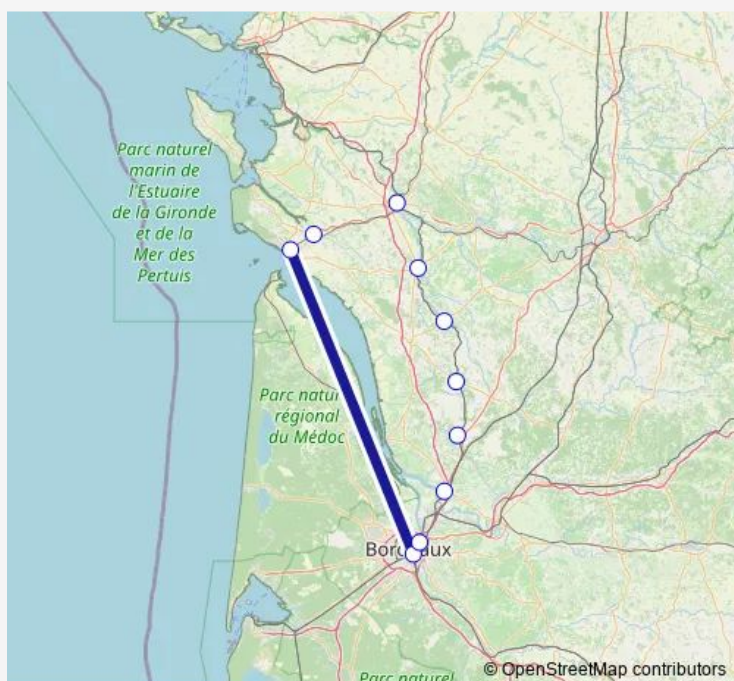 Parc naturel
marin de
l'Estuaire
de la Gironde
et de la
Mer des
Pertuis
Parc
régional
du Médoc
Parc naturel
© OpenStreetMap contributors